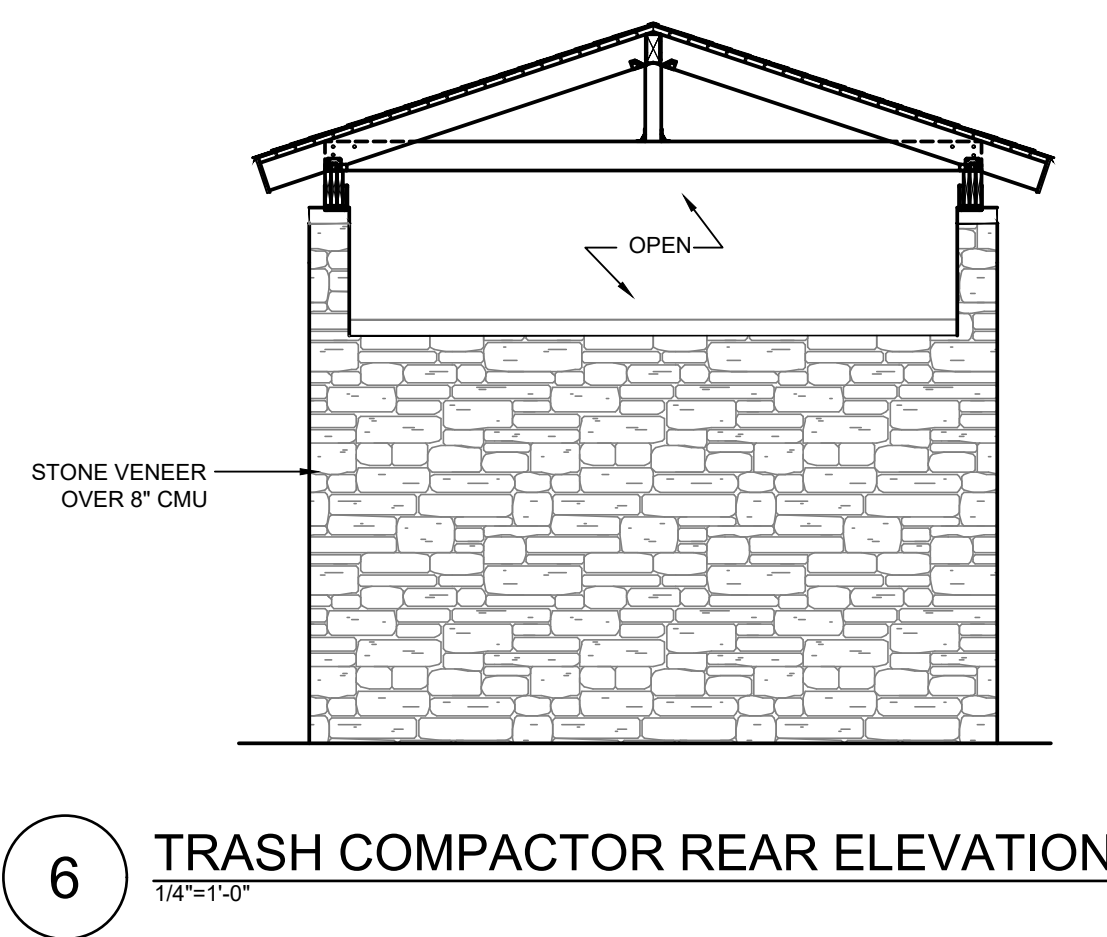 OPEN
STONE VENEER
OVER 8" CMU
6
TRASH COMPACTOR REAR ELEVATION
1/4"=1'-0"